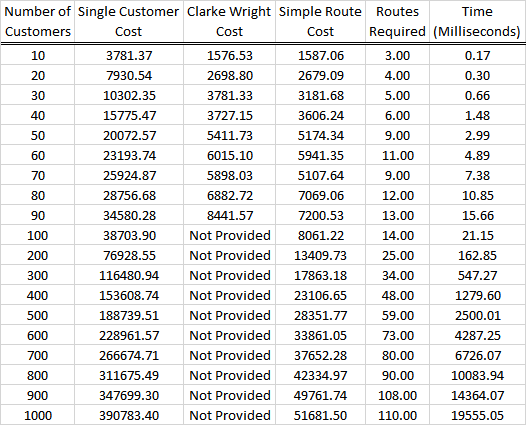 Number of Customers Single Customer Cost Clarke Wright Cost Simple Route Cost Routes Required Time (Milliseconds)
10 3781.37 1576.53 1587.06 3.00 0.17
20 7930.54 2698.80 2679.09 4.00 0.30
30 10302.35 3781.33 3181.68 5.00 0.66
40 15775.47 3727.15 3606.24 6.00 1.48
50 20072.57 5411.73 5174.34 9.00 2.99
60 23193.74 6015.10 5941.35 11.00 4.89
70 25924.87 5898.03 5107.64 9.00 7.38
80 28756.68 6882.72 7069.06 12.00 10.85
90 34580.28 8441.57 7200.53 13.00 15.66
100 38703.90 Not Provided 8061.22 14.00 21.15
200 76928.55 Not Provided 13409.73 25.00 162.85
300 116480.94 Not Provided 17863.18 34.00 547.27
400 153608.74 Not Provided 23106.65 48.00 1279.60
500 188739.51 Not Provided 28351.77 59.00 2500.01
600 228961.57 Not Provided 33861.05 73.00 4287.25
700 266674.71 Not Provided 37652.28 80.00 6726.07
800 311675.49 Not Provided 42334.97 90.00 10083.94
900 347699.30 Not Provided 49761.74 108.00 14364.07
1000 390783.40 Not Provided 51681.50 110.00 19555.05